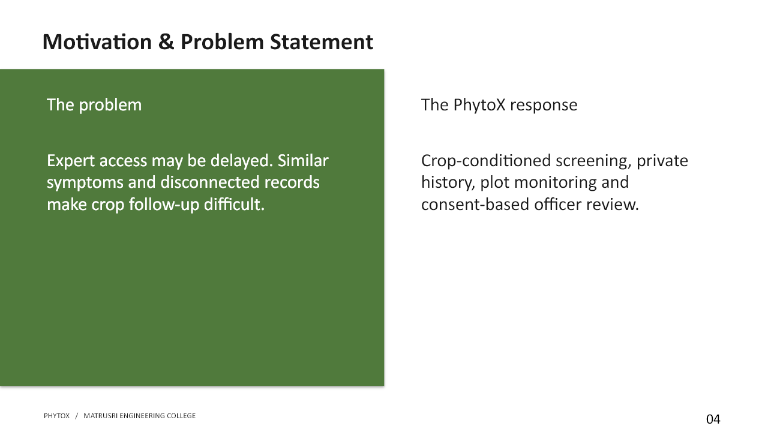 Motivation & Problem Statement
The problem
Expert access may be delayed. Similar
symptoms and disconnected records
make crop follow-up difficult.
The PhytoX response
Crop-conditioned screening, private
history, plot monitoring and
consent-based officer review.
PHYTOX / MATRUSRI ENGINEERING COLLEGE
04